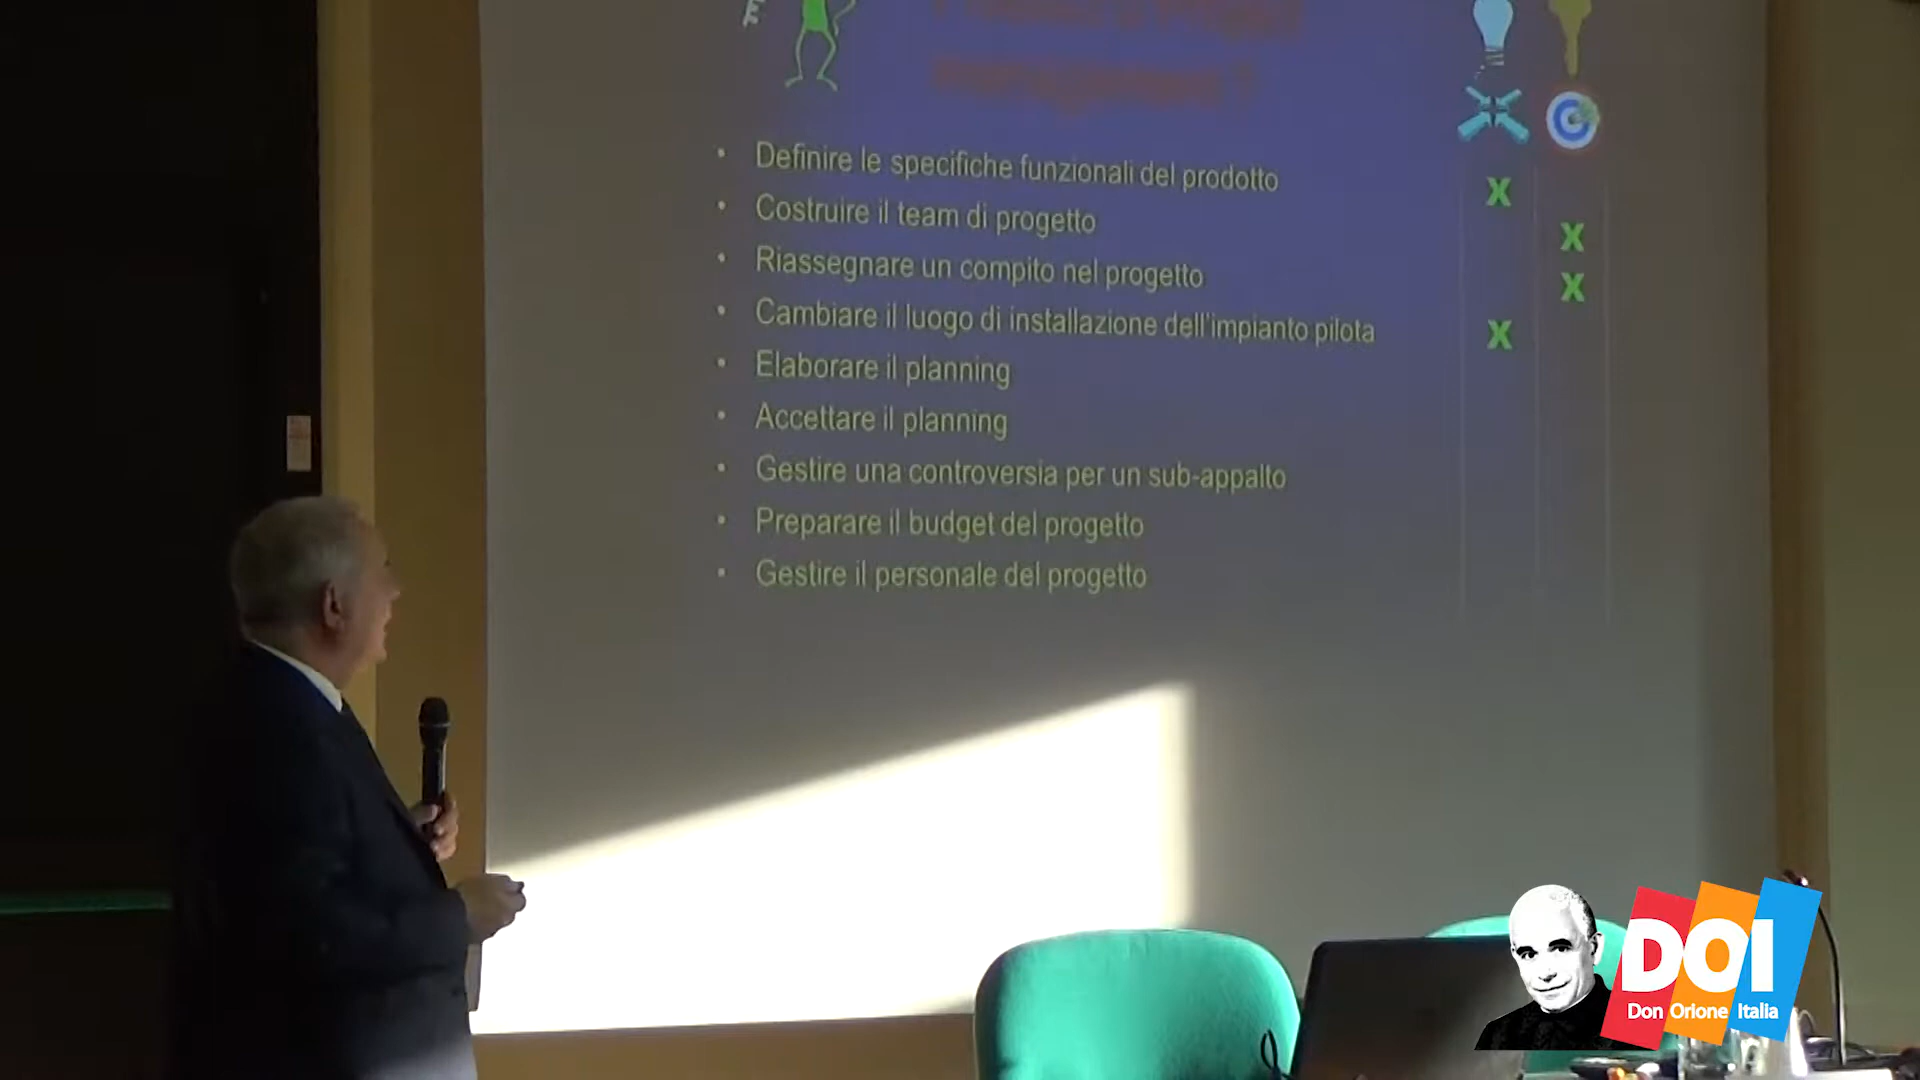 management ?
• Definire le specifiche funzionali del prodotto
X
• Costruire il team di progetto
X
• Riassegnare un compito nel progetto
X
• Cambiare il luogo di installazione dell'impianto pilota
X
• Elaborare il planning
• Accettare il planning
• Gestire una controversia per un sub-appalto
• Preparare il budget del progetto
• Gestire il personale del progetto
DOI
Don Orione Italia